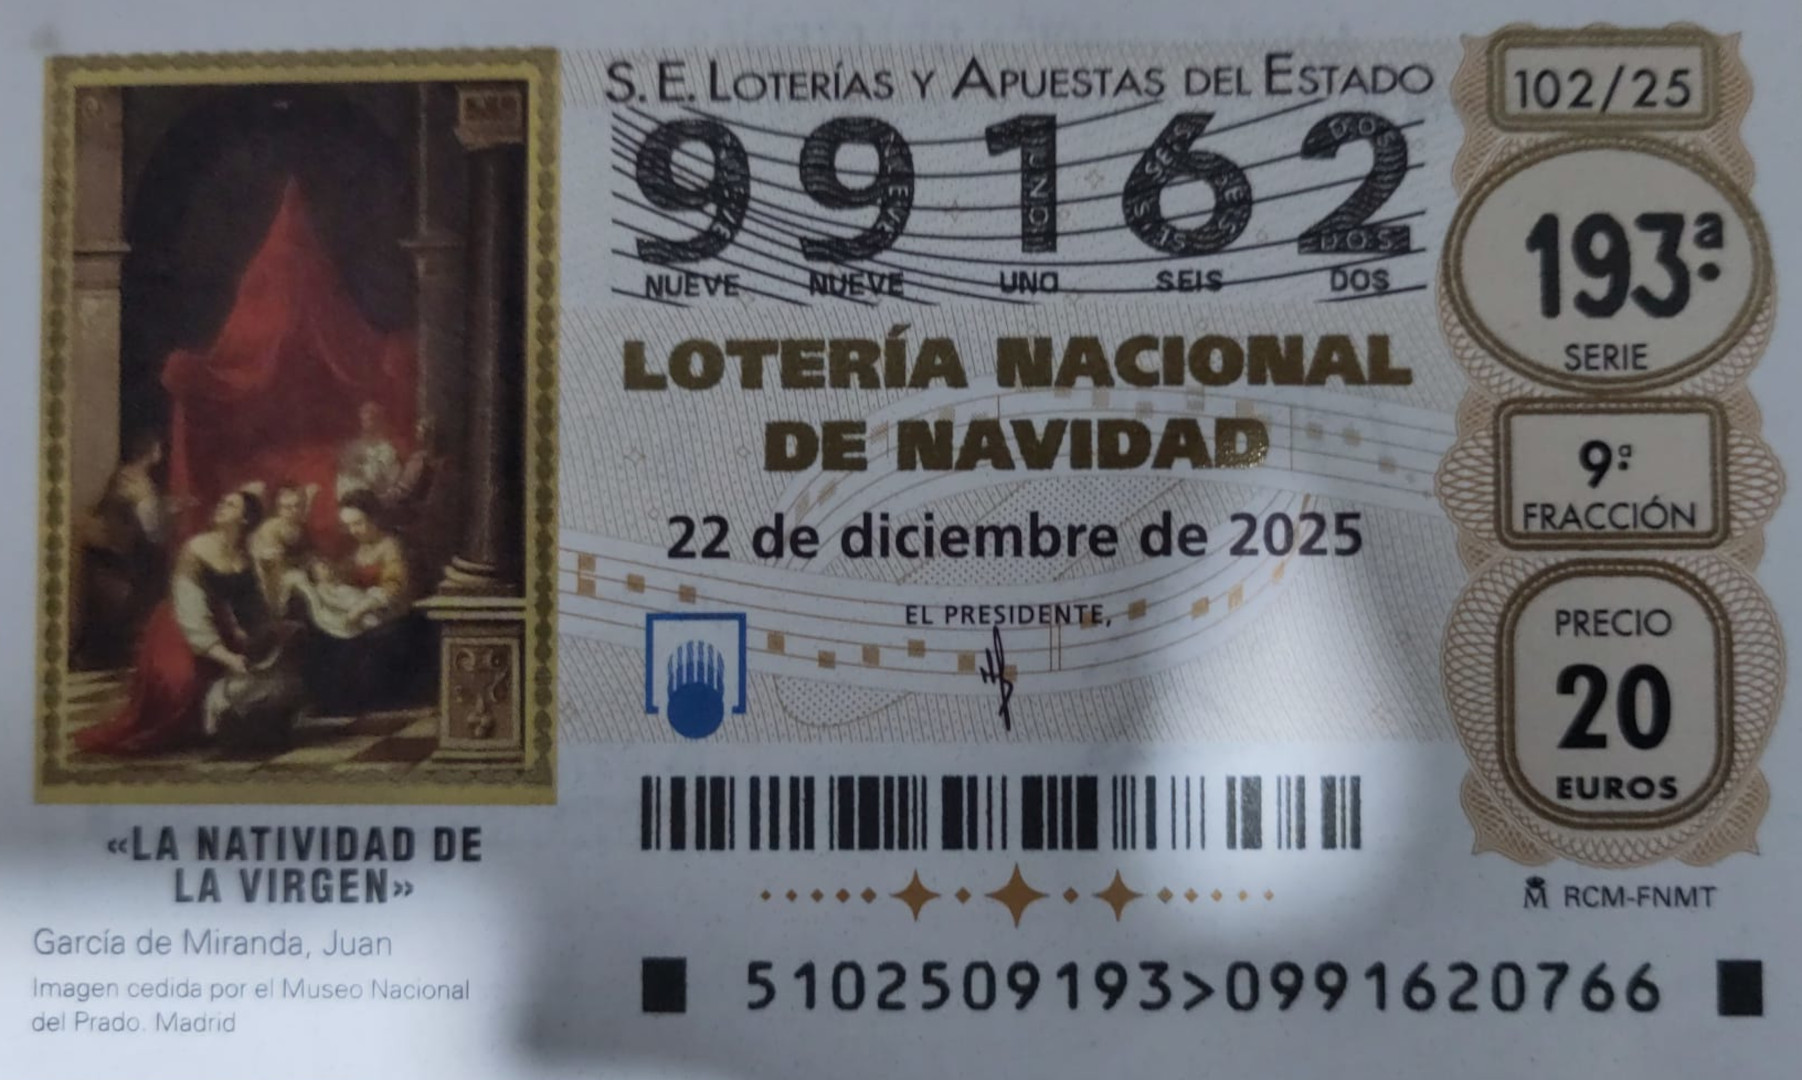 S.E. LOTERÍAS Y APUESTAS DEL ESTADO
99162
NUEVE NUEVE UNO SEIS DOS
LOTERÍA NACIONAL
DE NAVIDAD
22 de diciembre de 2025
EL PRESIDENTE,
102/25
193ª
SERIE
9ª
FRACCIÓN
PRECIO
20
EUROS
RCM-FNMT
«LA NATIVIDAD DE
LA VIRGEN»
García de Miranda, Juan
Imagen cedida por el Museo Nacional
del Prado. Madrid
5102509193>0991620766